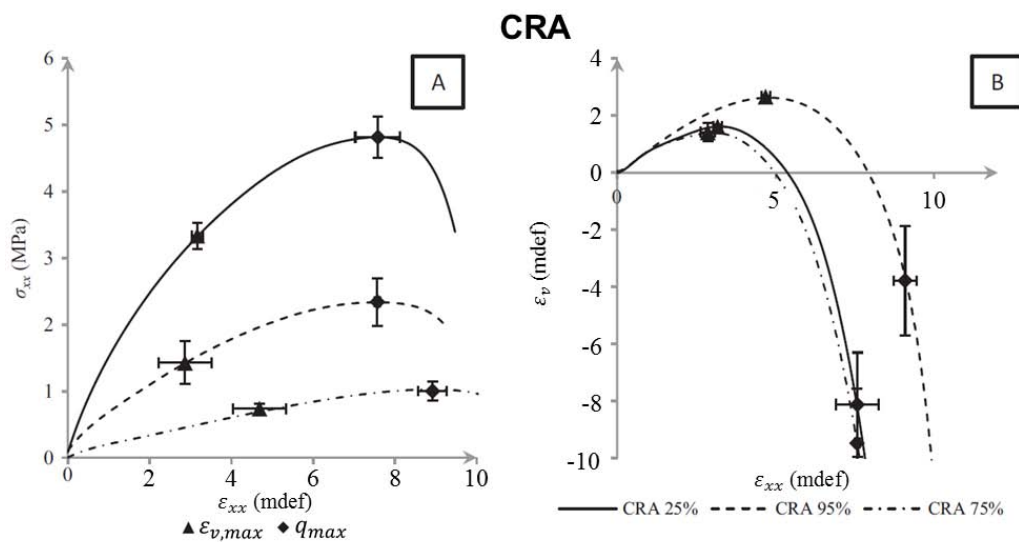 CRA
A
6
5
4
3
2
1
0
σxx (MPa)
0 2 4 6 8 10
εxx (mdef)
▲ εv,max ◆ qmax
B
4
2
0
-2
-4
-6
-8
-10
εv (mdef)
0 5 10
εxx (mdef)
CRA 25% CRA 95% CRA 75%